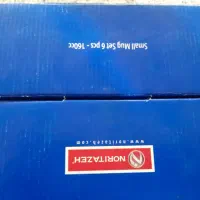 Small Mug Set 6 pcs - 160cc
www.noritazeh.com
NORITAZEH